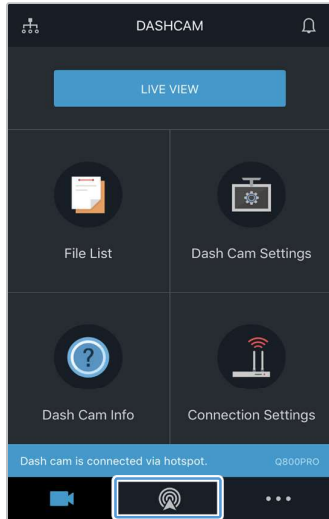 DASHCAM
LIVE VIEW
File List
Dash Cam Settings
Dash Cam Info
Connection Settings
Dash cam is connected via hotspot.
Q800PRO